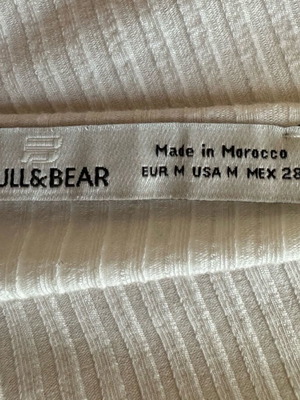 ULL&BEAR
Made in Morocco
EUR M USA M MEX 28